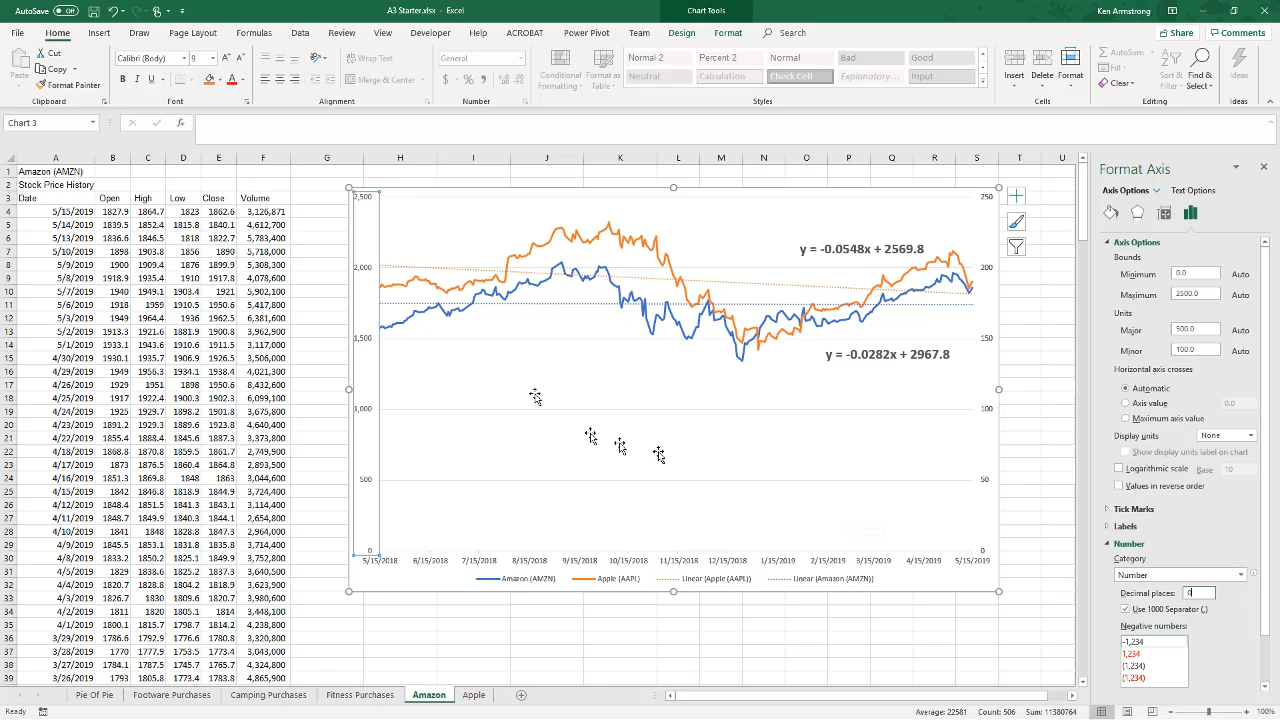 AutoSave Off A3 Starter.xlsx - Excel Chart Tools Ken Armstrong
File Home Insert Draw Page Layout Formulas Data Review View Developer ACROBAT Power Pivot Team Design Format Search Share Comments
Cut
Copy
Format Painter
Paste
Clipboard
Calibri (Body) 9
B I U
Font
Merge & Center
Alignment
General
$ % ,
Number
Conditional Formatting
Format as Table
Normal 2 Percent 2 Normal Bad Good
Neutral Calculation Check Cell Explanatory ... Input
Styles
Insert Delete Format
Cells
AutoSum
Fill
Clear
Sort & Filter
Find & Select
Editing
Ideas
Ideas
Chart 3 fx
A B C D E F G H I J K L M N O P Q R S T U
1 Amazon (AMZN)
2 Stock Price History
3 Date Open High Low Close Volume
4 5/15/2019 1827.9 1864.7 1823 1862.6 3,126,871
5 5/14/2019 1839.5 1852.4 1815.8 1840.1 4,612,700
6 5/13/2019 1836.6 1846.5 1818 1822.7 5,783,400
7 5/10/2019 1898 1903.8 1856 1890 5,718,000
8 5/9/2019 1900 1909.4 1876 1899.9 5,308,300
9 5/8/2019 1918.9 1935.4 1910 1917.8 4,078,600
10 5/7/2019 1940 1949.1 1903.4 1921 5,902,100
11 5/6/2019 1918 1959 1910.5 1950.6 5,417,800
12 5/3/2019 1949 1964.4 1936 1962.5 6,381,600
13 5/2/2019 1913.3 1921.6 1881.9 1900.8 3,962,900
14 5/1/2019 1933.1 1943.6 1910.6 1911.5 3,117,000
15 4/30/2019 1930.1 1935.7 1906.9 1926.5 3,506,000
16 4/29/2019 1949 1956.3 1934.1 1938.4 4,021,300
17 4/26/2019 1929 1951 1898 1950.6 8,432,600
18 4/25/2019 1917 1922.4 1900.3 1902.3 6,099,100
19 4/24/2019 1925 1929.7 1898.2 1901.8 3,675,800
20 4/23/2019 1891.2 1929.3 1889.6 1923.8 4,640,400
21 4/22/2019 1855.4 1888.4 1845.6 1887.3 3,373,800
22 4/18/2019 1868.8 1870.8 1859.5 1861.7 2,749,900
23 4/17/2019 1873 1876.5 1860.4 1864.8 2,893,500
24 4/16/2019 1851.3 1869.8 1848 1863 3,044,600
25 4/15/2019 1842 1846.8 1818.9 1844.9 3,724,400
26 4/12/2019 1848.4 1851.5 1841.3 1843.1 3,114,500
27 4/11/2019 1848.7 1849.9 1840.3 1844.1 2,654,800
28 4/10/2019 1841 1848 1828.8 1847.3 2,964,000
29 4/9/2019 1845.5 1853.1 1831.8 1835.8 3,714,400
30 4/8/2019 1833.2 1850.2 1825.1 1849.9 3,752,800
31 4/5/2019 1829 1838.6 1825.2 1837.3 3,640,500
32 4/4/2019 1820.7 1828.8 1804.2 1818.9 3,623,900
33 4/3/2019 1826.7 1830 1809.6 1820.7 3,980,600
34 4/2/2019 1811 1820 1805.1 1814 3,448,100
35 4/1/2019 1800.1 1815.7 1798.7 1814.2 4,238,800
36 3/29/2019 1786.6 1792.9 1776.6 1780.8 3,320,800
37 3/28/2019 1770 1777.9 1753.5 1773.4 3,043,000
38 3/27/2019 1784.1 1787.5 1745.7 1765.7 4,324,800
39 3/26/2019 1793 1805.8 1773.4 1783.8 4,865,900
2,500 250
y = -0.0548x + 2569.8
2,000 200
1,500 150
y = -0.0282x + 2967.8
1,000 100
500 50
0 0
5/15/2018 6/15/2018 7/15/2018 8/15/2018 9/15/2018 10/15/2018 11/15/2018 12/15/2018 1/15/2019 2/15/2019 3/15/2019 4/15/2019 5/15/2019
Amazon (AMZN) Apple (AAPL) Linear (Apple (AAPL)) Linear (Amazon (AMZN))
Format Axis
Axis Options Text Options
Axis Options
Bounds
Minimum 0.0 Auto
Maximum 2500.0 Auto
Units
Major 500.0 Auto
Minor 100.0 Auto
Horizontal axis crosses
Automatic
Axis value 0.0
Maximum axis value
Display units None
Show display units label on chart
Logarithmic scale Base 10
Values in reverse order
Tick Marks
Labels
Number
Category
Number
Decimal places: 0
Use 1000 Separator (,)
Negative numbers:
-1,234
1,234
(1,234)
(1,234)
Pie Of Pie Footware Purchases Camping Purchases Fitness Purchases Amazon Apple
Average: 22581 Count: 506 Sum: 11380764 100%